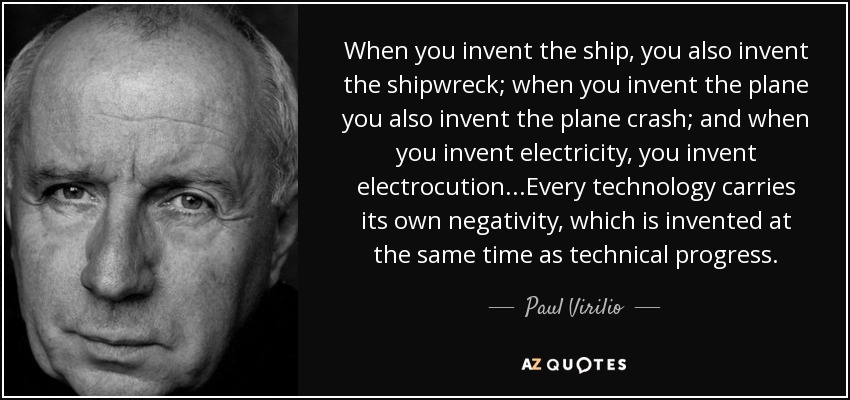 When you invent the ship, you also invent
the shipwreck; when you invent the plane
you also invent the plane crash; and when
you invent electricity, you invent
electrocution...Every technology carries
its own negativity, which is invented at
the same time as technical progress.
Paul Virilio
AZ QUOTES